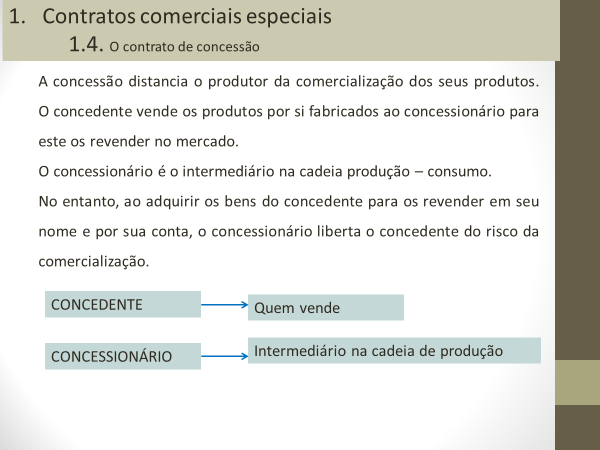 1. Contratos comerciais especiais
1.4. O contrato de concessão
A concessão distancia o produtor da comercialização dos seus produtos.
O concedente vende os produtos por si fabricados ao concessionário para
este os revender no mercado.
O concessionário é o intermediário na cadeia produção – consumo.
No entanto, ao adquirir os bens do concedente para os revender em seu
nome e por sua conta, o concessionário liberta o concedente do risco da
comercialização.
CONCEDENTE
Quem vende
CONCESSIONÁRIO
Intermediário na cadeia de produção